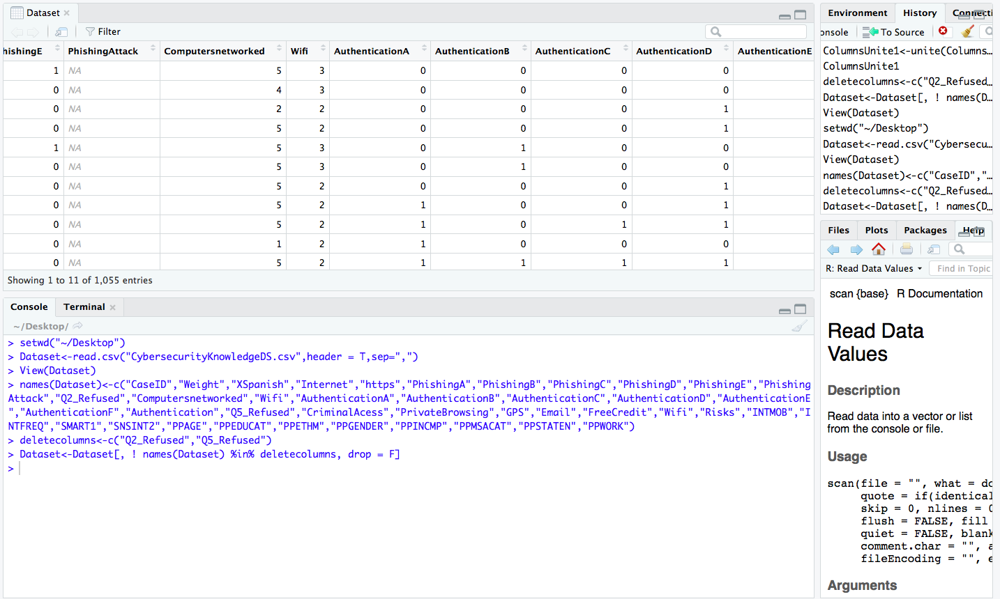 Dataset
Filter
hishingE PhishingAttack Computersnetworked Wifi AuthenticationA AuthenticationB AuthenticationC AuthenticationD AuthenticationE
1 NA 5 3 0 0 0 0
0 NA 4 3 0 0 0 0
0 NA 2 2 0 0 0 1
0 NA 5 2 0 0 0 1
1 NA 5 3 0 1 0 0
0 NA 5 3 0 1 0 0
0 NA 5 2 0 0 0 1
0 NA 5 2 1 0 0 1
0 NA 5 2 1 0 1 1
0 NA 1 2 1 0 0 0
0 NA 5 2 1 1 1 1
Showing 1 to 11 of 1,055 entries
Console Terminal
~/Desktop/
> setwd("~/Desktop")
> Dataset<-read.csv("CybersecurityKnowledgeDS.csv",header = T,sep=",")
> View(Dataset)
> names(Dataset)<-c("CaseID","Weight","XSpanish","Internet","https","PhishingA","PhishingB","PhishingC","PhishingD","PhishingE","Phishing
Attack","Q2_Refused","Computersnetworked","Wifi","AuthenticationA","AuthenticationB","AuthenticationC","AuthenticationD","AuthenticationE
","AuthenticationF","Authentication","Q5_Refused","CriminalAcess","PrivateBrowsing","GPS","Email","FreeCredit","Wifi","Risks","INTMOB","I
NTFREQ","SMART1","SNSINT2","PPAGE","PPEDUCAT","PPETHM","PPGENDER","PPINCMP","PPMSACAT","PPSTATEN","PPWORK")
> deletecolumns<-c("Q2_Refused","Q5_Refused")
> Dataset<-Dataset[, ! names(Dataset) %in% deletecolumns, drop = F]
>
Environment History Connecti
onsole To Source
ColumnsUnite1<-unite(Columns…
ColumnsUnite1
deletecolumns<-c("Q2_Refused…
Dataset<-Dataset[, ! names(D…
View(Dataset)
setwd("~/Desktop")
Dataset<-read.csv("Cybersecu…
View(Dataset)
names(Dataset)<-c("CaseID","…
deletecolumns<-c("Q2_Refused…
Dataset<-Dataset[, ! names(D…
Files Plots Packages Help
R: Read Data Values Find in Topic
scan {base} R Documentation
Read Data
Values
Description
Read data into a vector or list
from the console or file.
Usage
scan(file = "", what = do
quote = if(identical
skip = 0, nlines = 0
flush = FALSE, fill
quiet = FALSE, blank
comment.char = "", a
fileEncoding = "", e
Arguments